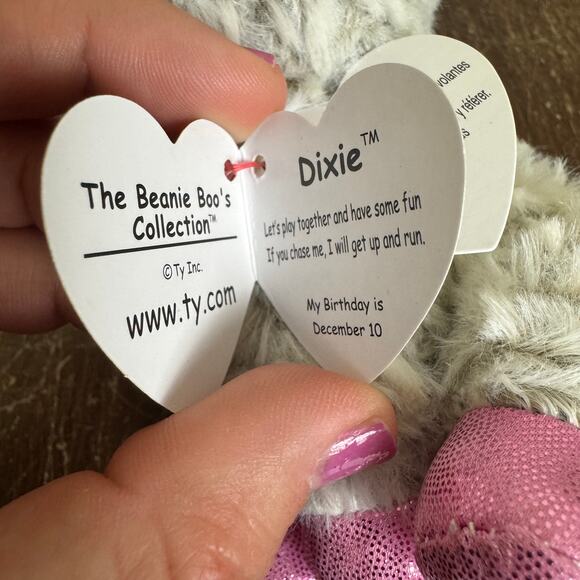 The Beanie Boo's
Collection™
© Ty Inc.
www.ty.com
Dixie™
Let's play together and have some fun
If you chase me, I will get up and run.
My Birthday is
December 10
volantes
y référer.